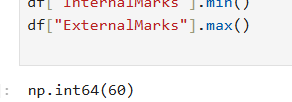 df["InternalMarks"].min()
df["ExternalMarks"].max()
: np.int64(60)